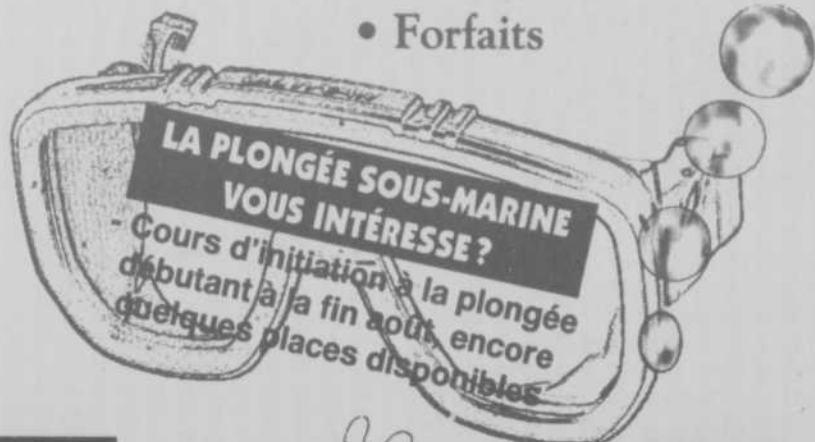 • Forfaits
LA PLONGÉE SOUS-MARINE
VOUS INTÉRESSE?
- Cours d'initiation à la plongée
débutant à la fin août, encore
quelques places disponibles